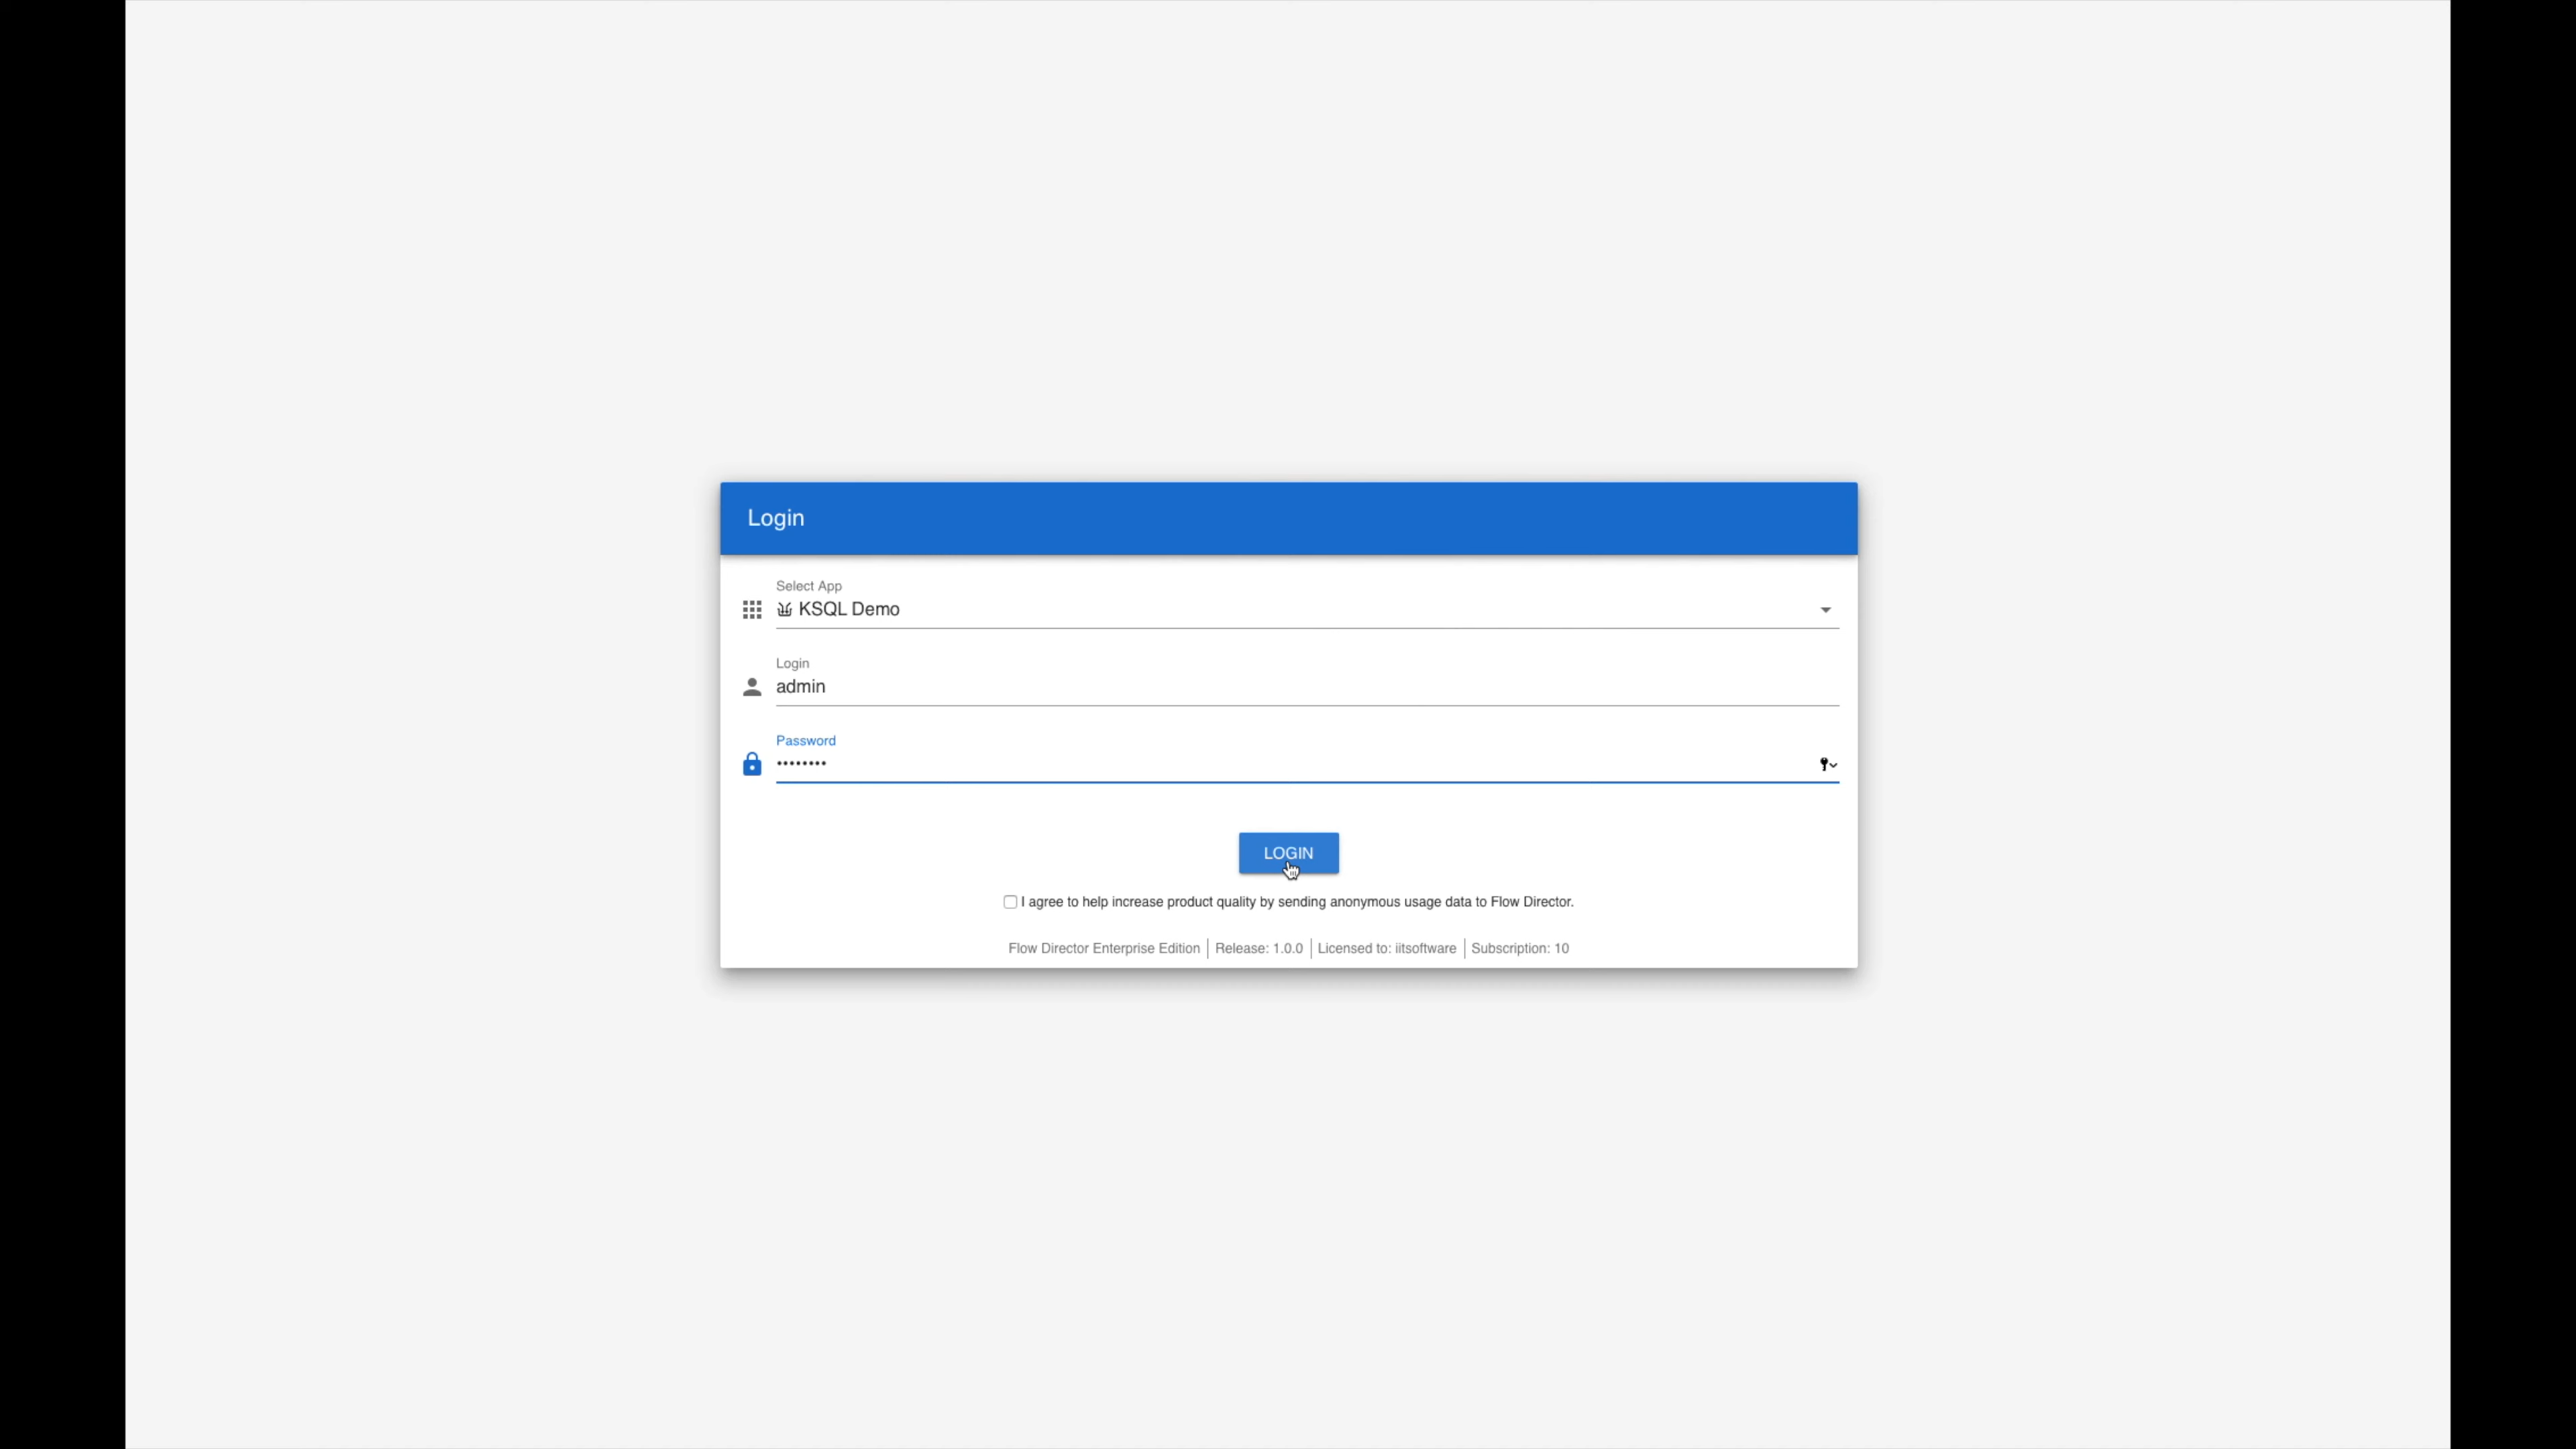 Login
Select App
KSQL Demo
Login
admin
Password
••••••••
LOGIN
I agree to help increase product quality by sending anonymous usage data to Flow Director.
Flow Director Enterprise Edition | Release: 1.0.0 | Licensed to: iitsoftware | Subscription: 10